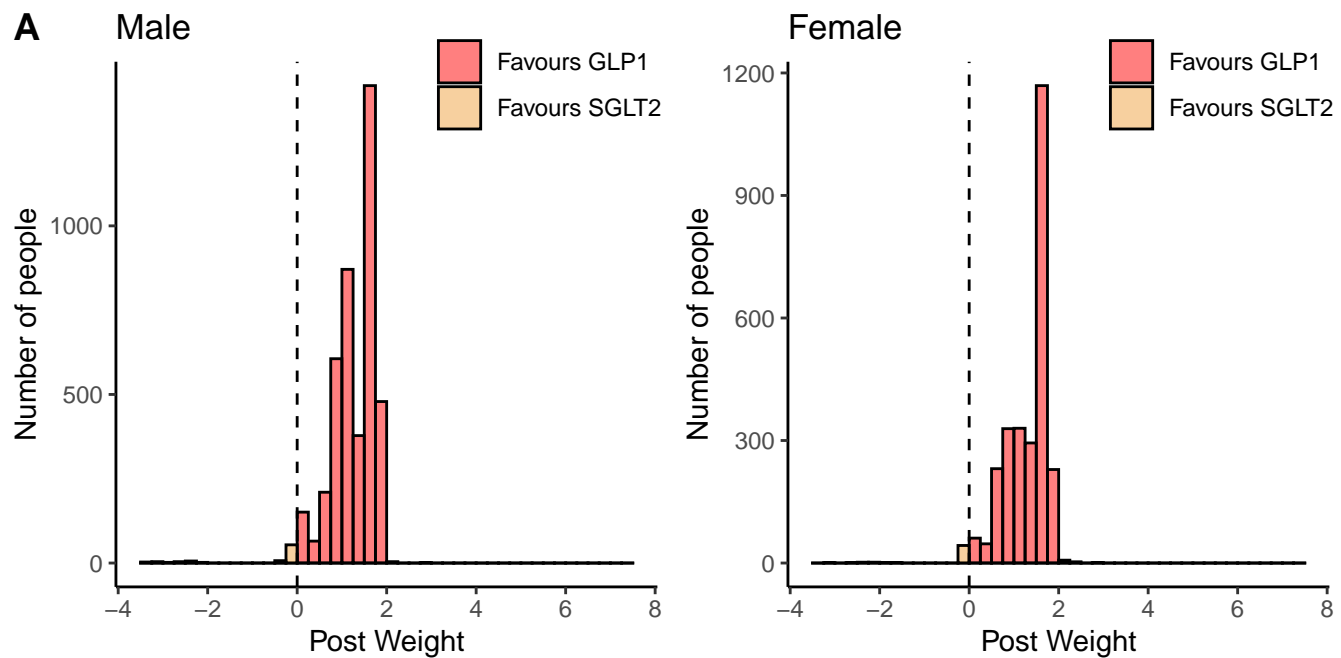 A
Male
Favours GLP1
Favours SGLT2
Number of people
1000
500
0
−4 −2 0 2 4 6 8
Post Weight
Female
Favours GLP1
Favours SGLT2
Number of people
1200
900
600
300
0
−4 −2 0 2 4 6 8
Post Weight